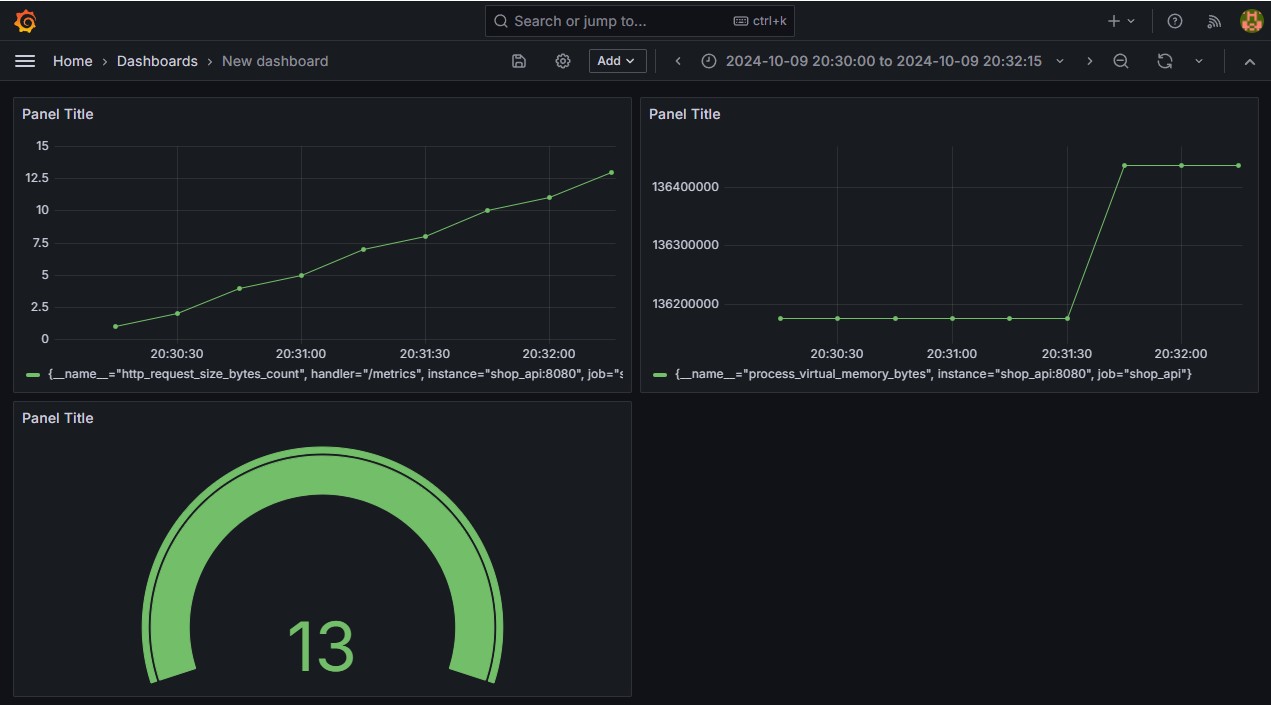 Search or jump to... ctrl+k
Home › Dashboards › New dashboard Add 2024-10-09 20:30:00 to 2024-10-09 20:32:15
Panel Title
15
12.5
10
7.5
5
2.5
0
20:30:30 20:31:00 20:31:30 20:32:00
{__name__="http_request_size_bytes_count", handler="/metrics", instance="shop_api:8080", job="s
Panel Title
136400000
136300000
136200000
20:30:30 20:31:00 20:31:30 20:32:00
{__name__="process_virtual_memory_bytes", instance="shop_api:8080", job="shop_api"}
Panel Title
13